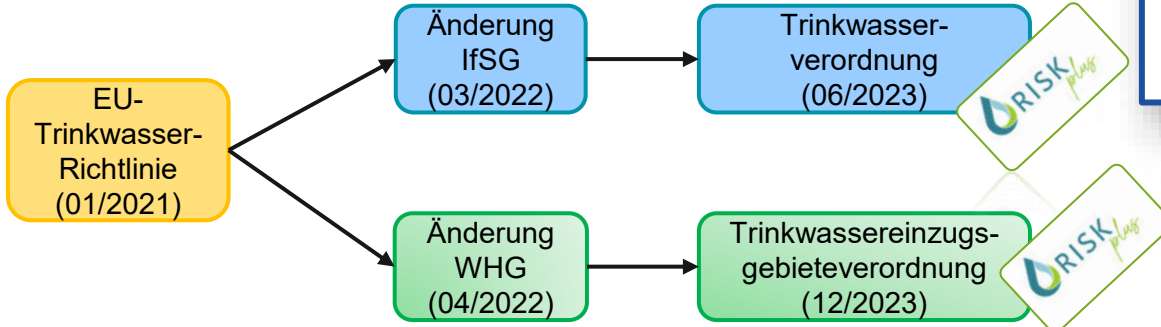 EU-
Trinkwasser-
Richtlinie
(01/2021)
Änderung
IfSG
(03/2022)
Trinkwasser-
verordnung
(06/2023)
RISK plus
Änderung
WHG
(04/2022)
Trinkwassereinzugs-
gebieteverordnung
(12/2023)
RISK plus